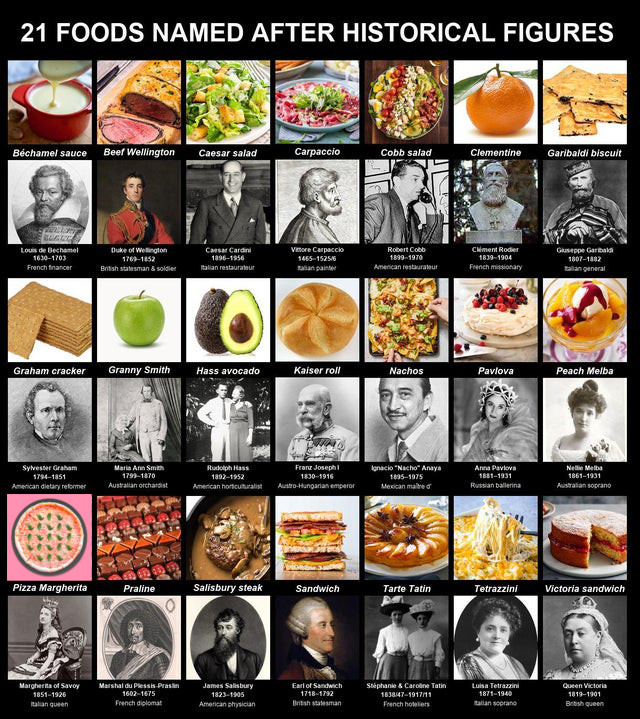 21 FOODS NAMED AFTER HISTORICAL FIGURES
Béchamel sauce Beef Wellington Caesar salad Carpaccio Cobb salad Clementine Garibaldi biscuit
Louis de Bechamel Duke of Wellington Caesar Cardini Vittore Carpaccio Robert Cobb Clément Rodier Giuseppe Garibaldi
1630–1703 1769–1852 1896–1956 1465–1525/6 1899–1970 1839–1904 1807–1882
French financer British statesman & soldier Italian restaurateur Italian painter American restaurateur French missionary Italian general
Graham cracker Granny Smith Hass avocado Kaiser roll Nachos Pavlova Peach Melba
Sylvester Graham Maria Ann Smith Rudolph Hass Franz Joseph I Ignacio "Nacho" Anaya Anna Pavlova Nellie Melba
1794–1851 1799–1870 1892–1952 1830–1916 1895–1975 1881–1931 1861–1931
American dietary reformer Australian orchardist American horticulturalist Austro-Hungarian emperor Mexican maître d' Russian ballerina Australian soprano
Pizza Margherita Praline Salisbury steak Sandwich Tarte Tatin Tetrazzini Victoria sandwich
Margherita of Savoy Marshal du Plessis-Praslin James Salisbury Earl of Sandwich Stéphanie & Caroline Tatin Luisa Tetrazzini Queen Victoria
1851–1926 1602–1675 1823–1905 1718–1792 1838/47–1917/11 1871–1940 1819–1901
Italian queen French diplomat American physician British statesman French hoteliers Italian soprano British queen